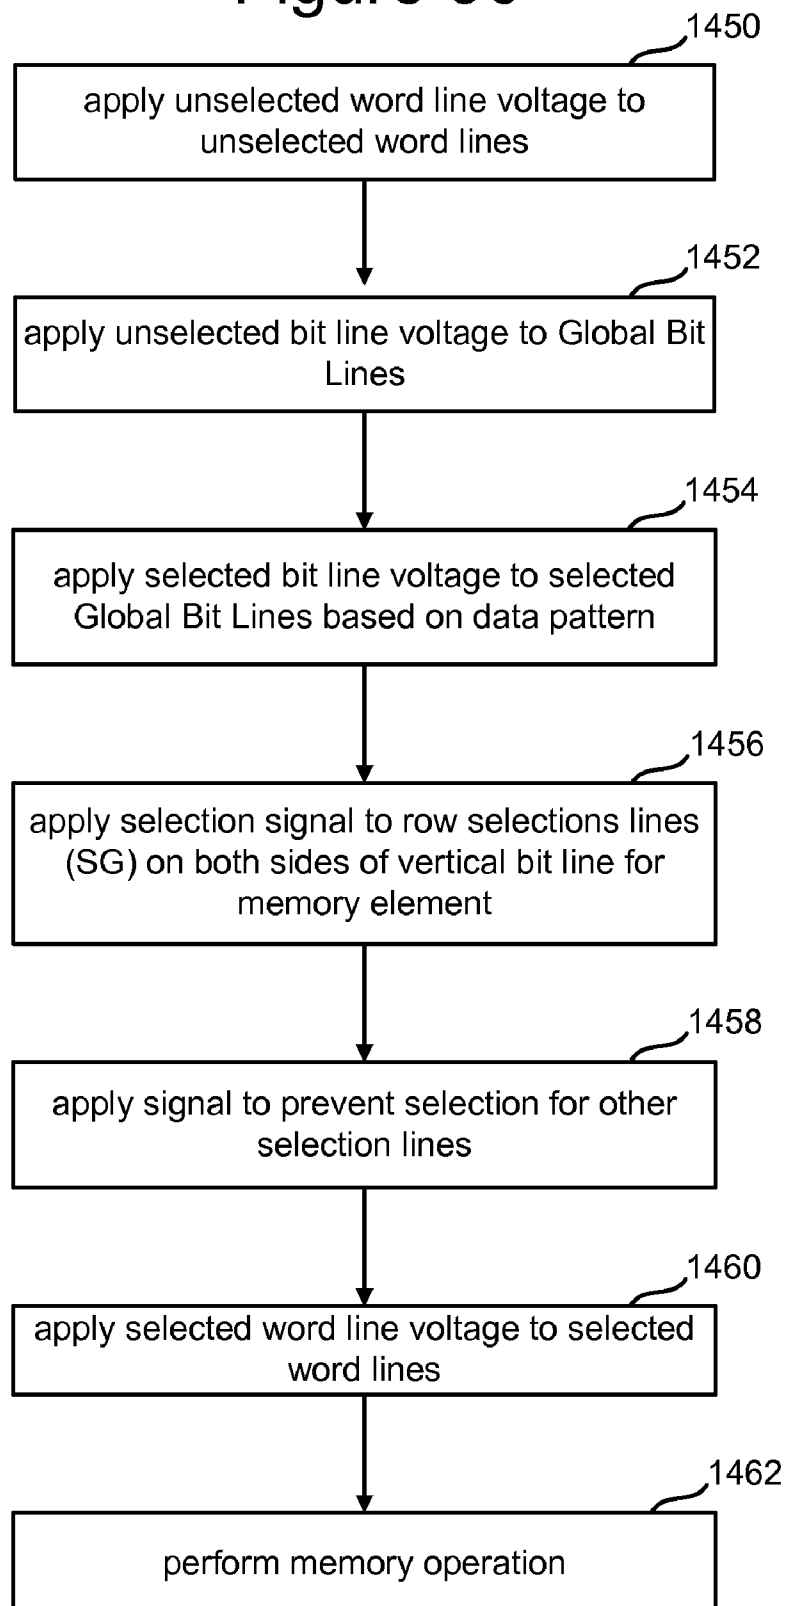 1450
apply unselected word line voltage to
unselected word lines
1452
apply unselected bit line voltage to Global Bit
Lines
1454
apply selected bit line voltage to selected
Global Bit Lines based on data pattern
1456
apply selection signal to row selections lines
(SG) on both sides of vertical bit line for
memory element
1458
apply signal to prevent selection for other
selection lines
1460
apply selected word line voltage to selected
word lines
1462
perform memory operation